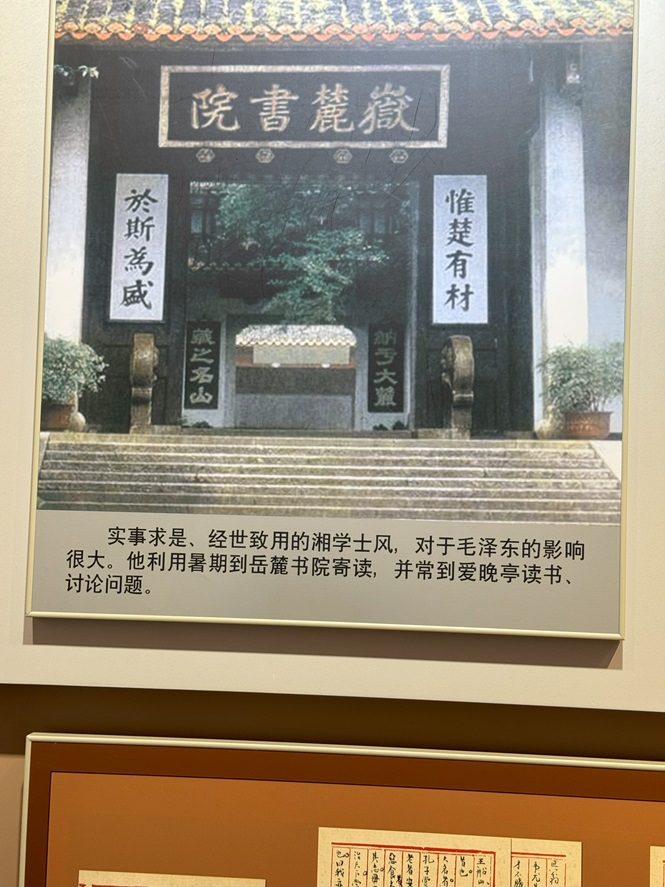 嶽麓書院
惟楚有材
於斯為盛
納于大麓
藏之名山
实事求是、经世致用的湘学士风，对于毛泽东的影响
很大。他利用暑期到岳麓书院寄读，并常到爱晚亭读书、
讨论问题。